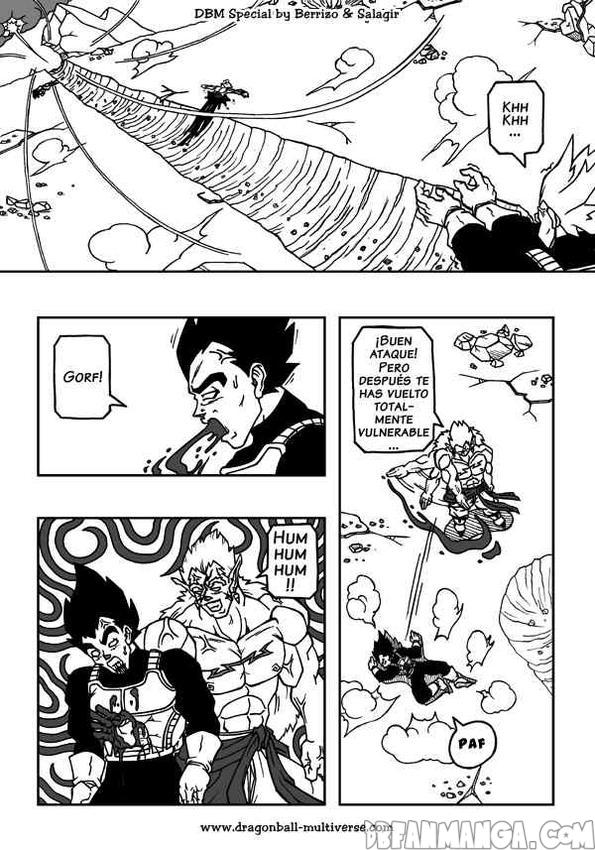 DBM Special by Berrizo & Salagir
Khh
Khh
...
Gorf!
¡Buen
ataque!
Pero
después te
has vuelto
total-
mente
vulnerable
...
Hum
hum
hum
!!
PAF
www.dragonball-multiverse.com
DBFANMANGA.COM